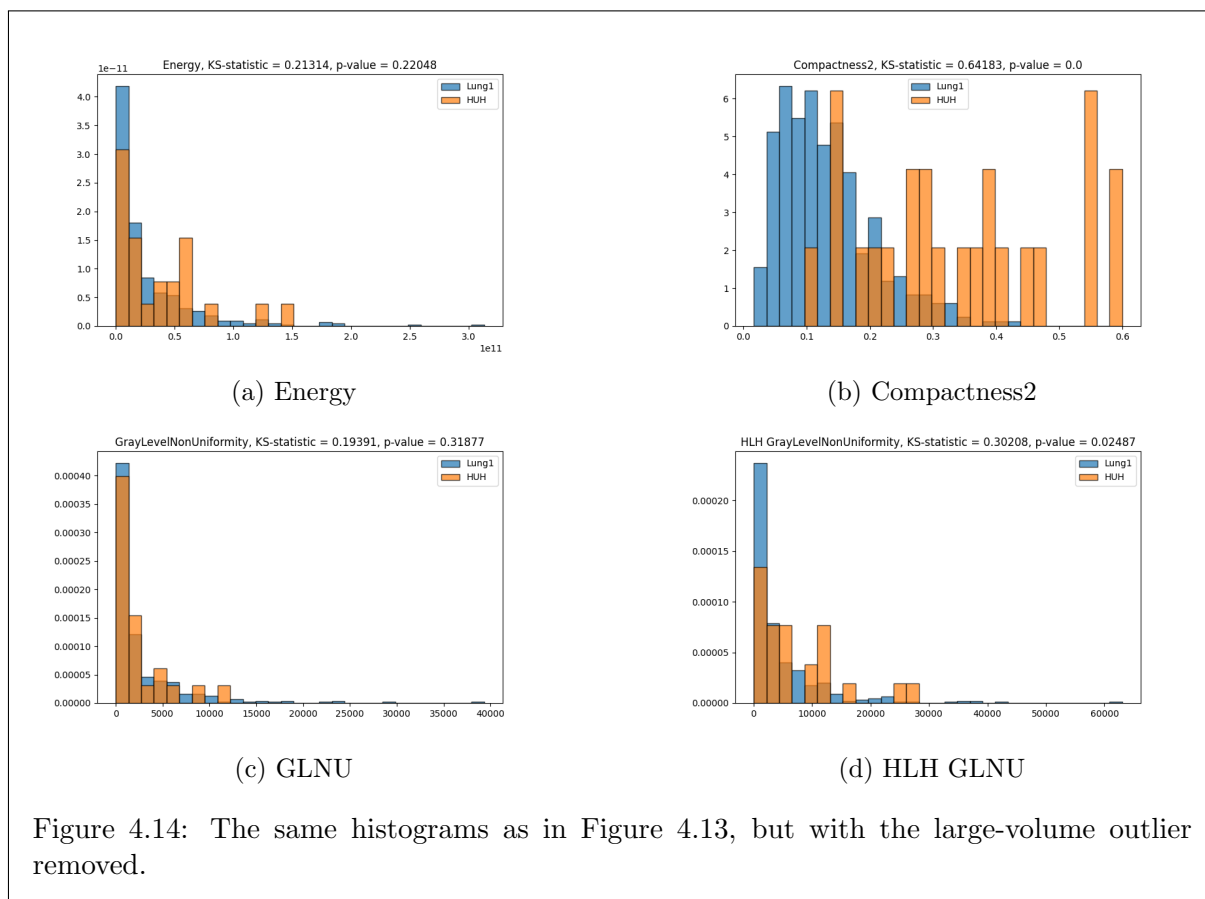 Energy, KS-statistic = 0.21314, p-value = 0.22048
1e−11
Lung1
HUH
4.0
3.5
3.0
2.5
2.0
1.5
1.0
0.5
0.0
0.0 0.5 1.0 1.5 2.0 2.5 3.0
1e11
(a) Energy
Compactness2, KS-statistic = 0.64183, p-value = 0.0
Lung1
HUH
6
5
4
3
2
1
0
0.0 0.1 0.2 0.3 0.4 0.5 0.6
(b) Compactness2
GrayLevelNonUniformity, KS-statistic = 0.19391, p-value = 0.31877
Lung1
HUH
0.00040
0.00035
0.00030
0.00025
0.00020
0.00015
0.00010
0.00005
0.00000
0 5000 10000 15000 20000 25000 30000 35000 40000
(c) GLNU
HLH GrayLevelNonUniformity, KS-statistic = 0.30208, p-value = 0.02487
Lung1
HUH
0.00020
0.00015
0.00010
0.00005
0.00000
0 10000 20000 30000 40000 50000 60000
(d) HLH GLNU
Figure 4.14: The same histograms as in Figure 4.13, but with the large-volume outlier
removed.